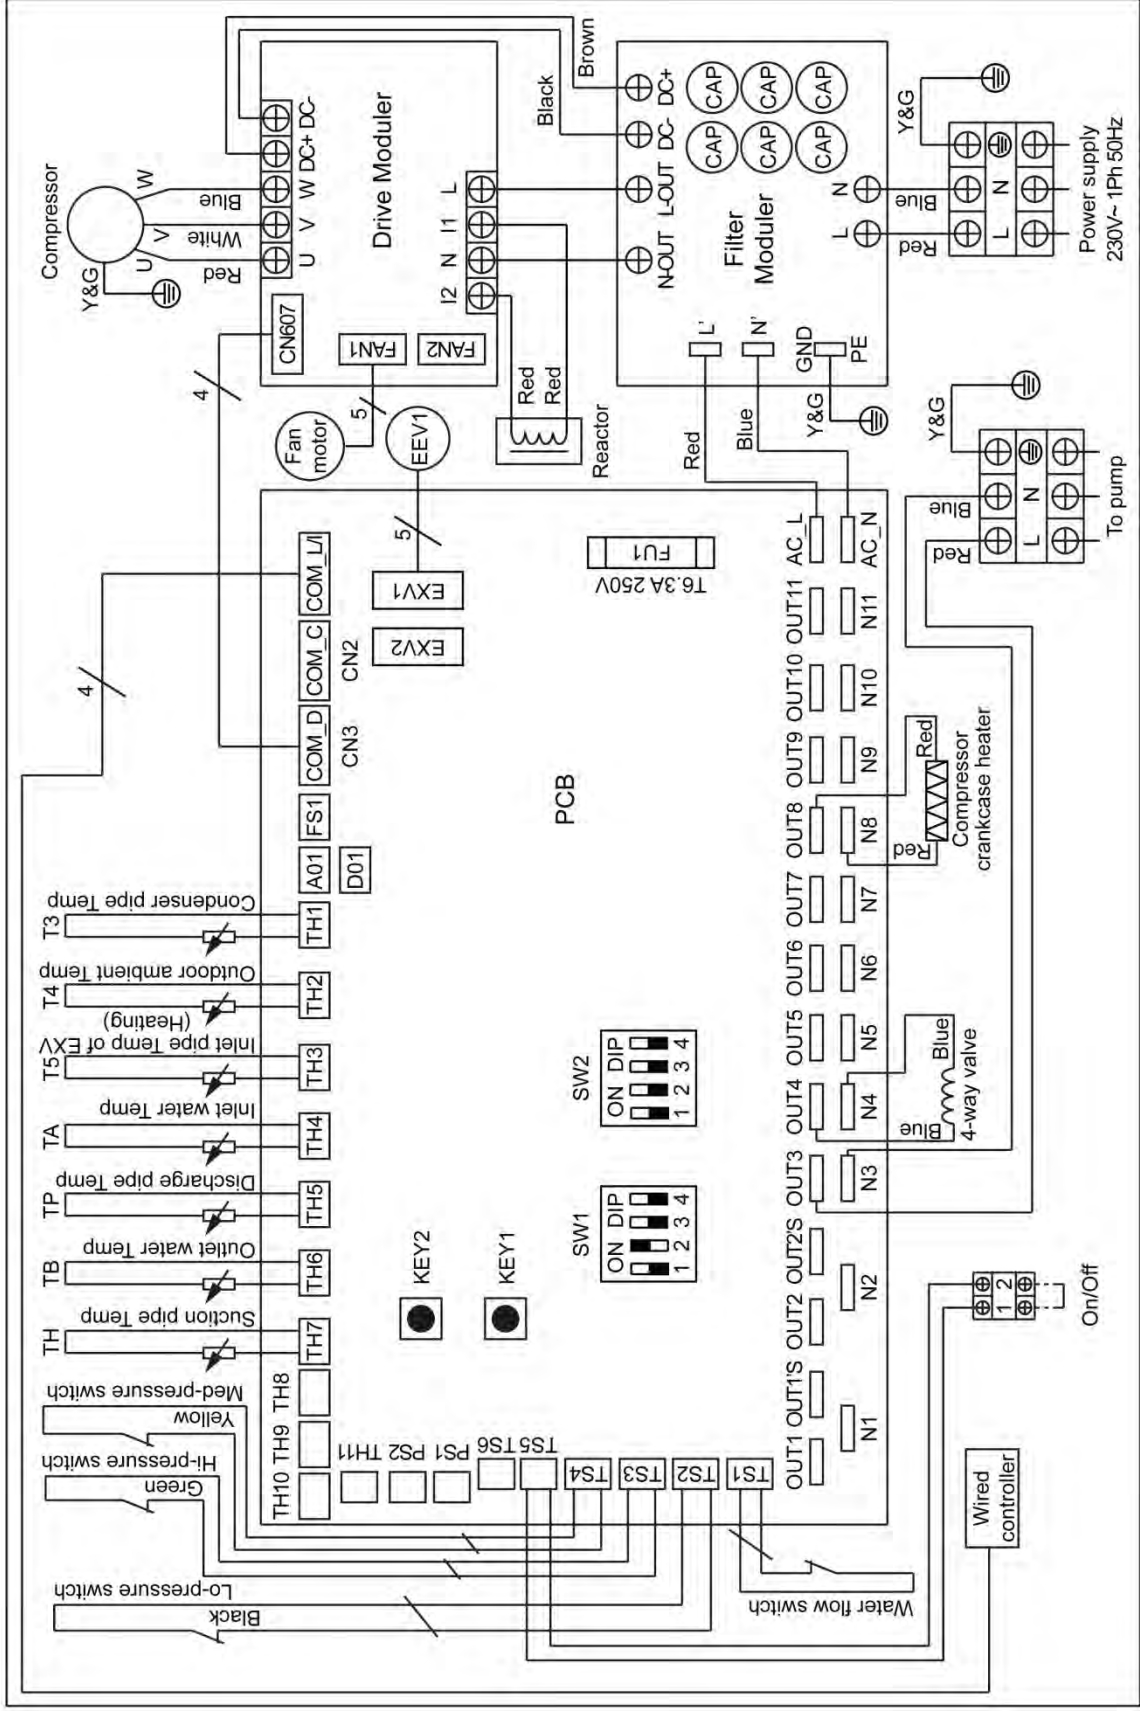 Compressor
Y&G
U
V
W
Red
White
Blue
U
V
W
DC+
DC-
CN607
Drive Moduler
FAN1
FAN2
I2
N
I1
L
4
5
Fan
motor
EEV1
5
Red
Red
Reactor
Black
Brown
N-OUT
L-OUT
DC-
DC+
CAP
CAP
CAP
CAP
CAP
CAP
Filter
Moduler
L'
N'
GND
PE
Y&G
L
N
Red
Blue
Red
Blue
Y&G
L
N
Power supply
230V~ 1Ph 50Hz
Y&G
Red
Blue
L
N
To pump
4
COM_L/I
COM_C
COM_D
CN2
CN3
EXV1
EXV2
FS1
A01
D01
FU1
T6.3A 250V
PCB
T3
Condenser pipe Temp
TH1
T4
Outdoor ambient Temp
TH2
T5
(Heating)
Inlet pipe Temp of EXV
TH3
TA
Inlet water Temp
TH4
TP
Discharge pipe Temp
TH5
TB
Outlet water Temp
TH6
TH
Suction pipe Temp
TH7
Med-pressure switch
Yellow
Hi-pressure switch
Green
Lo-pressure switch
Black
TH8
TH9
TH10
TH11
PS2
PS1
TS6
TS5
TS4
TS3
TS2
TS1
KEY2
KEY1
SW1
ON DIP
1 2 3 4
SW2
ON DIP
1 2 3 4
OUT1
OUT1'S
OUT2
OUT2'S
OUT3
OUT4
OUT5
OUT6
OUT7
OUT8
OUT9
OUT10
OUT11
AC_L
N1
N2
N3
N4
N5
N6
N7
N8
N9
N10
N11
AC_N
Blue
Blue
4-way valve
Red
Red
Compressor
crankcase heater
Water flow switch
Wired
controller
1 2
On/Off